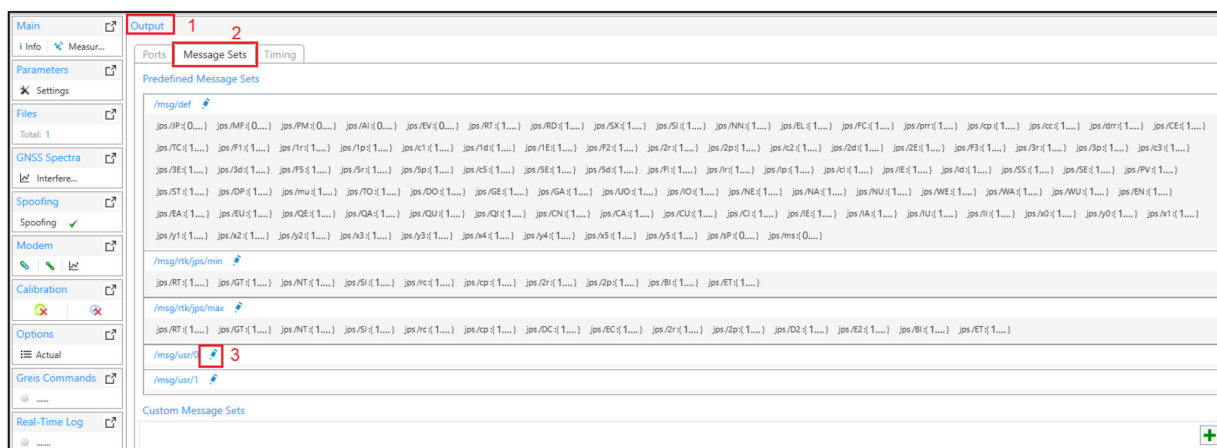 Main
i Info
Measur...
Parameters
Settings
Files
Total: 1
GNSS Spectra
Interfere...
Spoofing
Spoofing
Modem
Calibration
Options
Actual
Greis Commands
......
Real-Time Log
......
Output 1
2
Ports Message Sets Timing
Predefined Message Sets
/msg/def
jps/JP:{0,...} jps/MF:{0,...} jps/PM:{0,...} jps/AI:{0,...} jps/EV:{0,...} jps/RT:{1,...} jps/RD:{1,...} jps/SX:{1,...} jps/SI:{1,...} jps/NN:{1,...} jps/EL:{1,...} jps/FC:{1,...} jps/prr:{1,...} jps/cp:{1,...} jps/cc:{1,...} jps/drr:{1,...} jps/CE:{1,...}
jps/TC:{1,...} jps/F1:{1,...} jps/1r:{1,...} jps/1p:{1,...} jps/c1:{1,...} jps/1d:{1,...} jps/1E:{1,...} jps/F2:{1,...} jps/2r:{1,...} jps/2p:{1,...} jps/c2:{1,...} jps/2d:{1,...} jps/2E:{1,...} jps/F3:{1,...} jps/3r:{1,...} jps/3p:{1,...} jps/c3:{1,...}
jps/3E:{1,...} jps/3d:{1,...} jps/F5:{1,...} jps/5r:{1,...} jps/5p:{1,...} jps/c5:{1,...} jps/5E:{1,...} jps/5d:{1,...} jps/Fl:{1,...} jps/lr:{1,...} jps/lp:{1,...} jps/cl:{1,...} jps/lE:{1,...} jps/ld:{1,...} jps/SS:{1,...} jps/SE:{1,...} jps/PV:{1,...}
jps/ST:{1,...} jps/DP:{1,...} jps/mu:{1,...} jps/TO:{1,...} jps/DO:{1,...} jps/GE:{1,...} jps/GA:{1,...} jps/UO:{1,...} jps/IO:{1,...} jps/NE:{1,...} jps/NA:{1,...} jps/NU:{1,...} jps/WE:{1,...} jps/WA:{1,...} jps/WU:{1,...} jps/EN:{1,...}
jps/EA:{1,...} jps/EU:{1,...} jps/QE:{1,...} jps/QA:{1,...} jps/QU:{1,...} jps/QI:{1,...} jps/CN:{1,...} jps/CA:{1,...} jps/CU:{1,...} jps/CI:{1,...} jps/IE:{1,...} jps/IA:{1,...} jps/IU:{1,...} jps/II:{1,...} jps/x0:{1,...} jps/y0:{1,...} jps/x1:{1,...}
jps/y1:{1,...} jps/x2:{1,...} jps/y2:{1,...} jps/x3:{1,...} jps/y3:{1,...} jps/x4:{1,...} jps/y4:{1,...} jps/x5:{1,...} jps/y5:{1,...} jps/sP:{0,...} jps/ms:{0,...}
/msg/rtk/jps/min
jps/RT:{1,...} jps/GT:{1,...} jps/NT:{1,...} jps/SI:{1,...} jps/rc:{1,...} jps/cp:{1,...} jps/2r:{1,...} jps/2p:{1,...} jps/BI:{1,...} jps/ET:{1,...}
/msg/rtk/jps/max
jps/RT:{1,...} jps/GT:{1,...} jps/NT:{1,...} jps/SI:{1,...} jps/rc:{1,...} jps/cp:{1,...} jps/DC:{1,...} jps/EC:{1,...} jps/2r:{1,...} jps/2p:{1,...} jps/D2:{1,...} jps/E2:{1,...} jps/BI:{1,...} jps/ET:{1,...}
/msg/usr/0 3
/msg/usr/1
Custom Message Sets